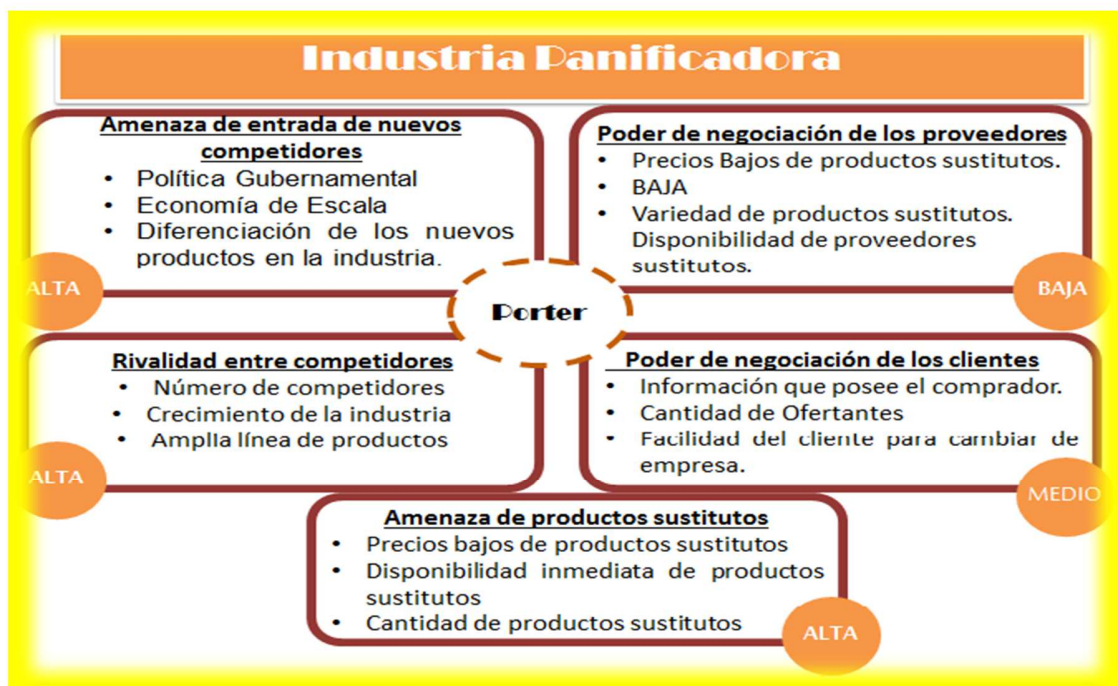 Industria Panificadora
Amenaza de entrada de nuevos
competidores
• Política Gubernamental
• Economía de Escala
• Diferenciación de los nuevos
productos en la industria.
ALTA
Poder de negociación de los proveedores
• Precios Bajos de productos sustitutos.
• BAJA
• Variedad de productos sustitutos.
Disponibilidad de proveedores
sustitutos.
BAJA
Porter
Rivalidad entre competidores
• Número de competidores
• Crecimiento de la industria
• Amplia línea de productos
ALTA
Poder de negociación de los clientes
• Información que posee el comprador.
• Cantidad de Ofertantes
• Facilidad del cliente para cambiar de
empresa.
MEDIO
Amenaza de productos sustitutos
• Precios bajos de productos sustitutos
• Disponibilidad inmediata de productos
sustitutos
• Cantidad de productos sustitutos
ALTA